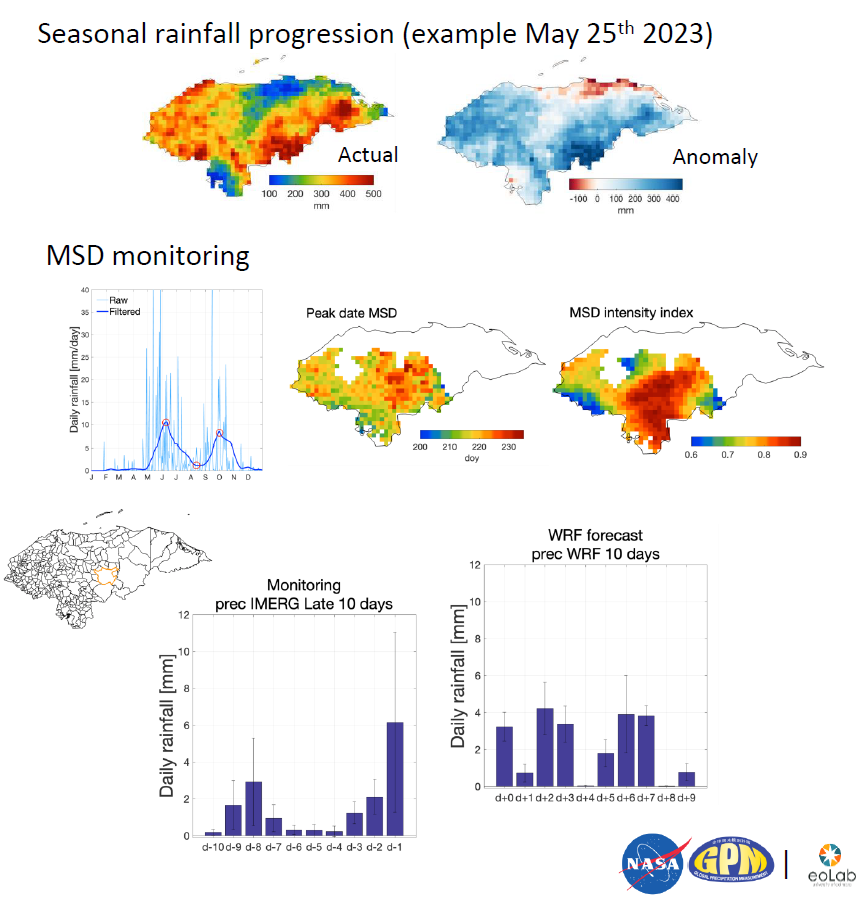 Seasonal rainfall progression (example May 25th 2023)
Actual
100 200 300 400 500
mm
Anomaly
-100 0 100 200 300 400
mm
MSD monitoring
Daily rainfall [mm/day]
40
35
30
25
20
15
10
5
0
Raw
Filtered
J F M A M J J A S O N D
Peak date MSD
200 210 220 230
doy
MSD intensity index
0.6 0.7 0.8 0.9
Monitoring
prec IMERG Late 10 days
Daily rainfall [mm]
12
10
8
6
4
2
0
d-10 d-9 d-8 d-7 d-6 d-5 d-4 d-3 d-2 d-1
WRF forecast
prec WRF 10 days
Daily rainfall [mm]
12
10
8
6
4
2
0
d+0 d+1 d+2 d+3 d+4 d+5 d+6 d+7 d+8 d+9
NASA
GPM
GLOBAL PRECIPITATION MEASUREMENT
eoLab